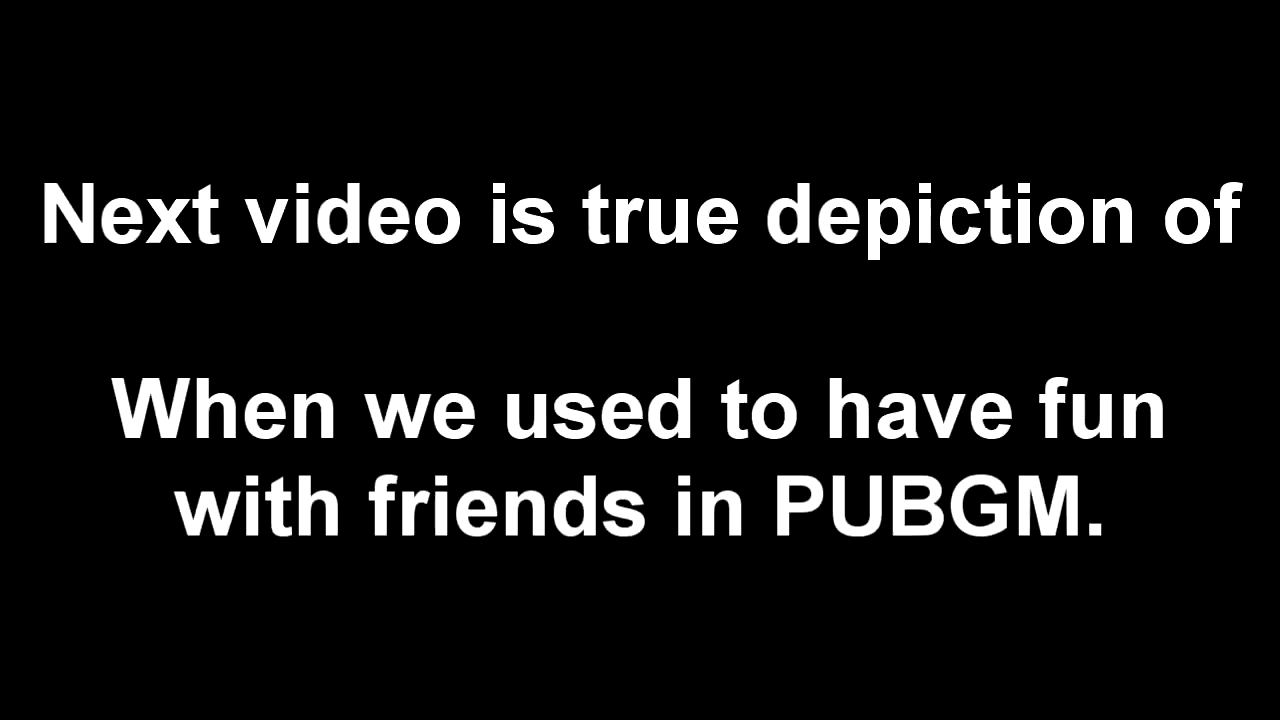 Next video is true depiction of
When we used to have fun
with friends in PUBGM.